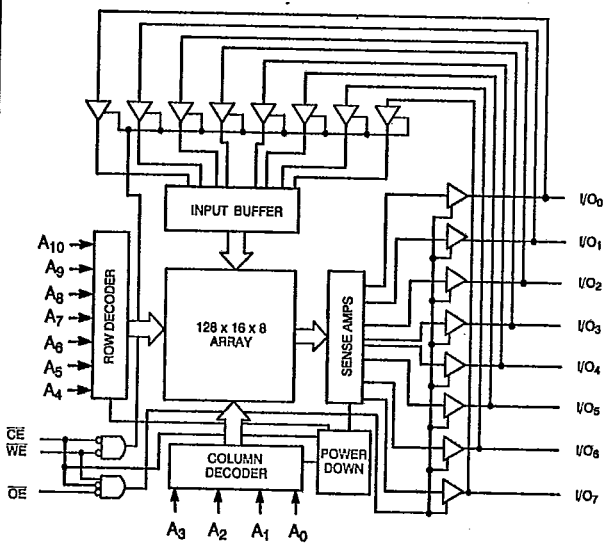 INPUT BUFFER
I/O0
I/O1
I/O2
I/O3
I/O4
I/O5
I/O6
I/O7
A10
A9
A8
A7
A6
A5
A4
ROW DECODER
128 x 16 x 8
ARRAY
SENSE AMPS
CE
WE
OE
COLUMN
DECODER
POWER
DOWN
A3
A2
A1
A0